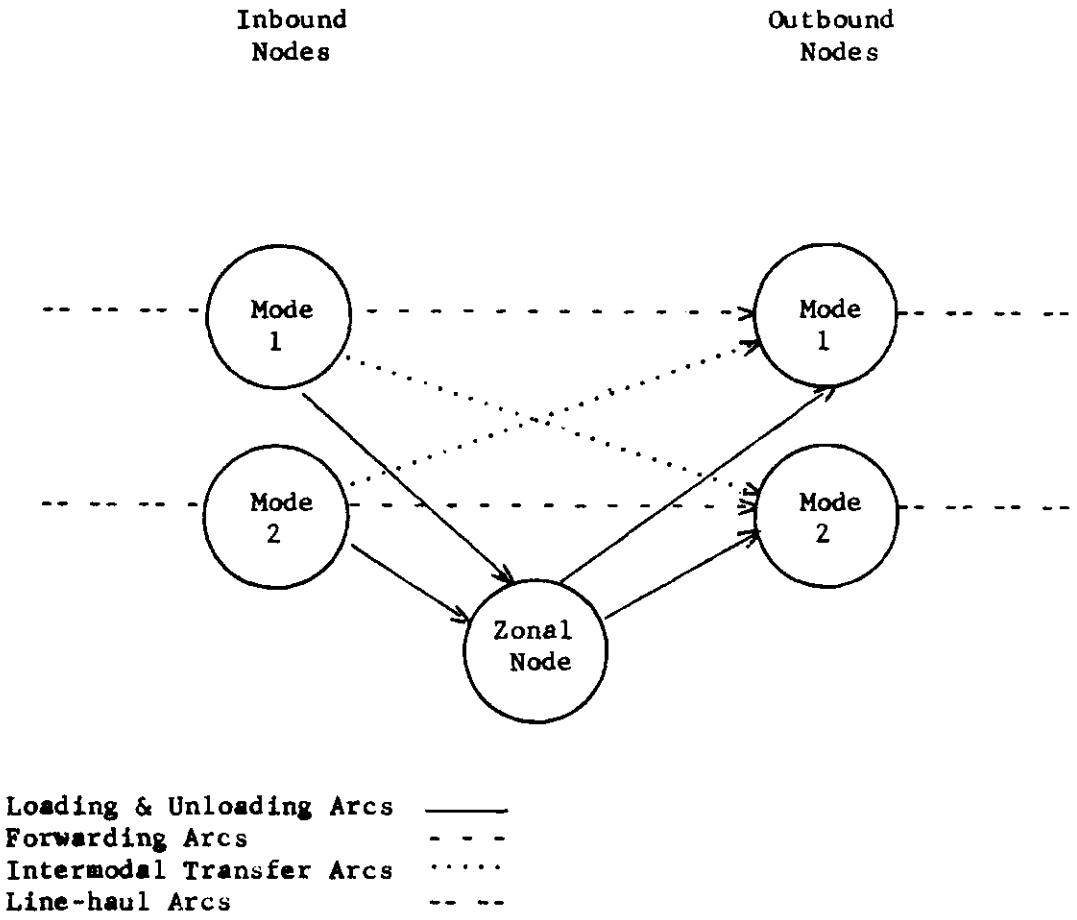 Inbound Outbound
Nodes Nodes
Mode Mode
1 1
Mode Mode
2 2
Zonal
Node
Loading & Unloading Arcs
Forwarding Arcs
Intermodal Transfer Arcs
Line-haul Arcs